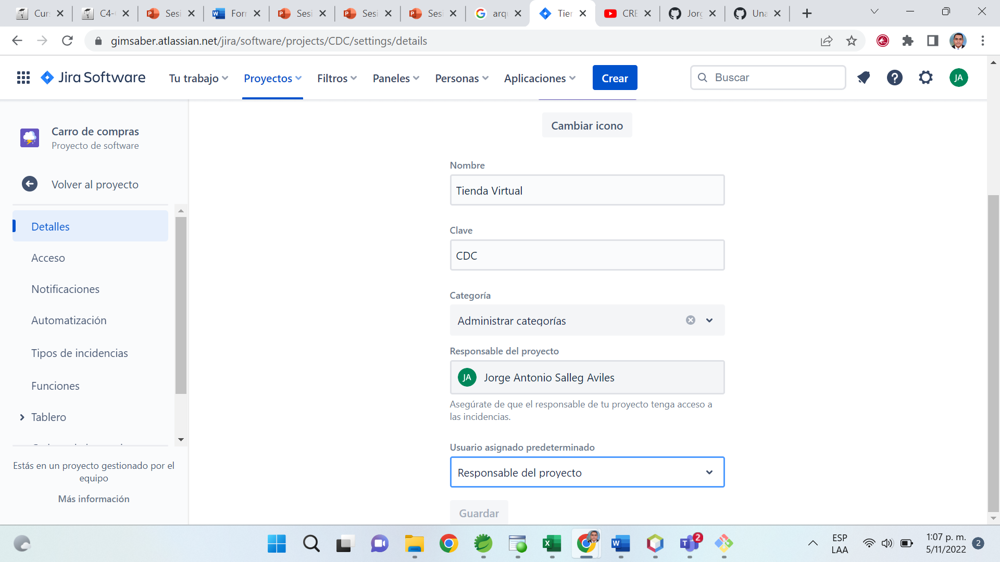 Cur
C4-
Sesi
Forr
Sesi
Sesi
Sesi
arq
Tier
CRE
Jorg
Una
gimsaber.atlassian.net/jira/software/projects/CDC/settings/details
Jira Software
Tu trabajo
Proyectos
Filtros
Paneles
Personas
Aplicaciones
Crear
Buscar
JA
Carro de compras
Proyecto de software
Volver al proyecto
Detalles
Acceso
Notificaciones
Automatización
Tipos de incidencias
Funciones
Tablero
Estás en un proyecto gestionado por el
equipo
Más información
Cambiar icono
Nombre
Tienda Virtual
Clave
CDC
Categoría
Administrar categorías
Responsable del proyecto
JA Jorge Antonio Salleg Aviles
Asegúrate de que el responsable de tu proyecto tenga acceso a
las incidencias.
Usuario asignado predeterminado
Responsable del proyecto
Guardar
2
ESP
LAA
1:07 p. m.
5/11/2022
2